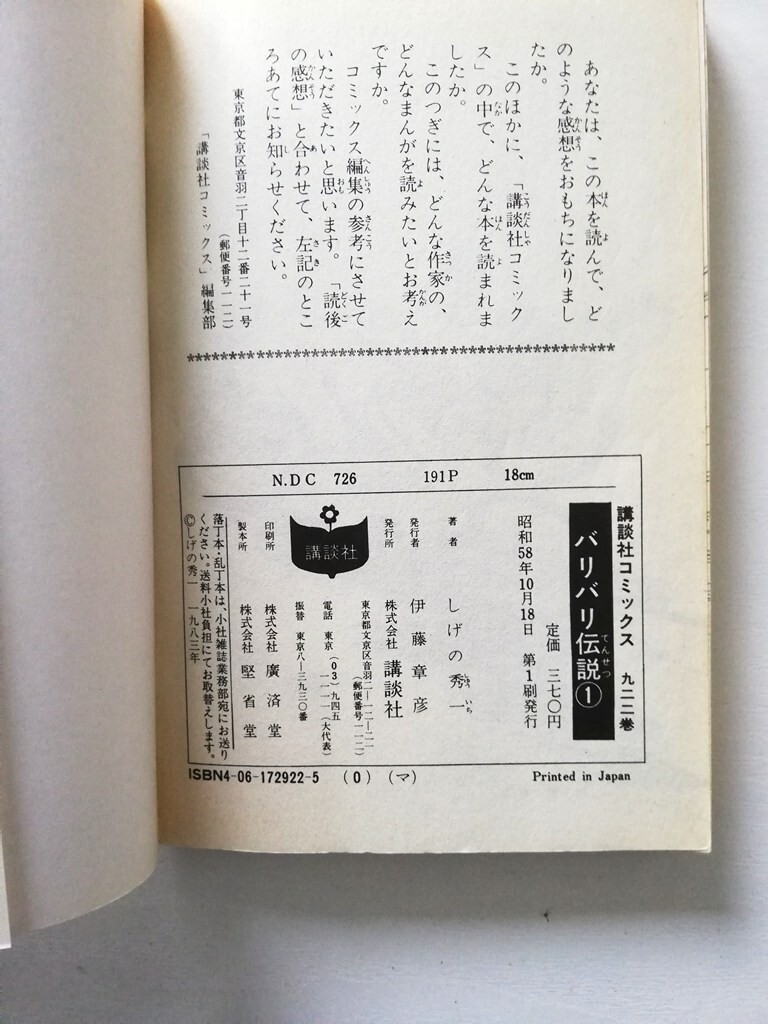 あなたは、この本を読んで、ど
のような感想をおもちになりまし
たか。
このほかに、「講談社コミック
ス」の中で、どんな本を読まれま
したか。
このつぎには、どんな作家の、
どんなまんがを読みたいとお考え
ですか。
コミックス編集の参考にさせて
いただきたいと思います。「読後
の感想」と合わせて、左記のとこ
ろあてにお知らせください。
東京都文京区音羽二丁目十二番二十一号
(郵便番号一一二)
「講談社コミックス」編集部
***************************************
N.D.C 726 191P 18cm
講談社コミックス 九二二巻
バリバリ伝説①
定価 三七〇円
昭和58年10月18日 第1刷発行
著者 しげの秀一
発行者 伊藤章彦
発行所 株式会社 講談社
東京都文京区音羽二—一二—二一
(郵便番号一一二)
電話 東京(03)九四五—一一一一(大代表)
振替 東京八—三九三〇番
講談社
印刷所 株式会社 廣済堂
製本所 株式会社 堅省堂
落丁本・乱丁本は、小社雑誌業務部宛にお送り
ください。送料小社負担にてお取替えします。
©しげの秀一 一九八三年
ISBN4-06-172922-5 (0) (マ)
Printed in Japan